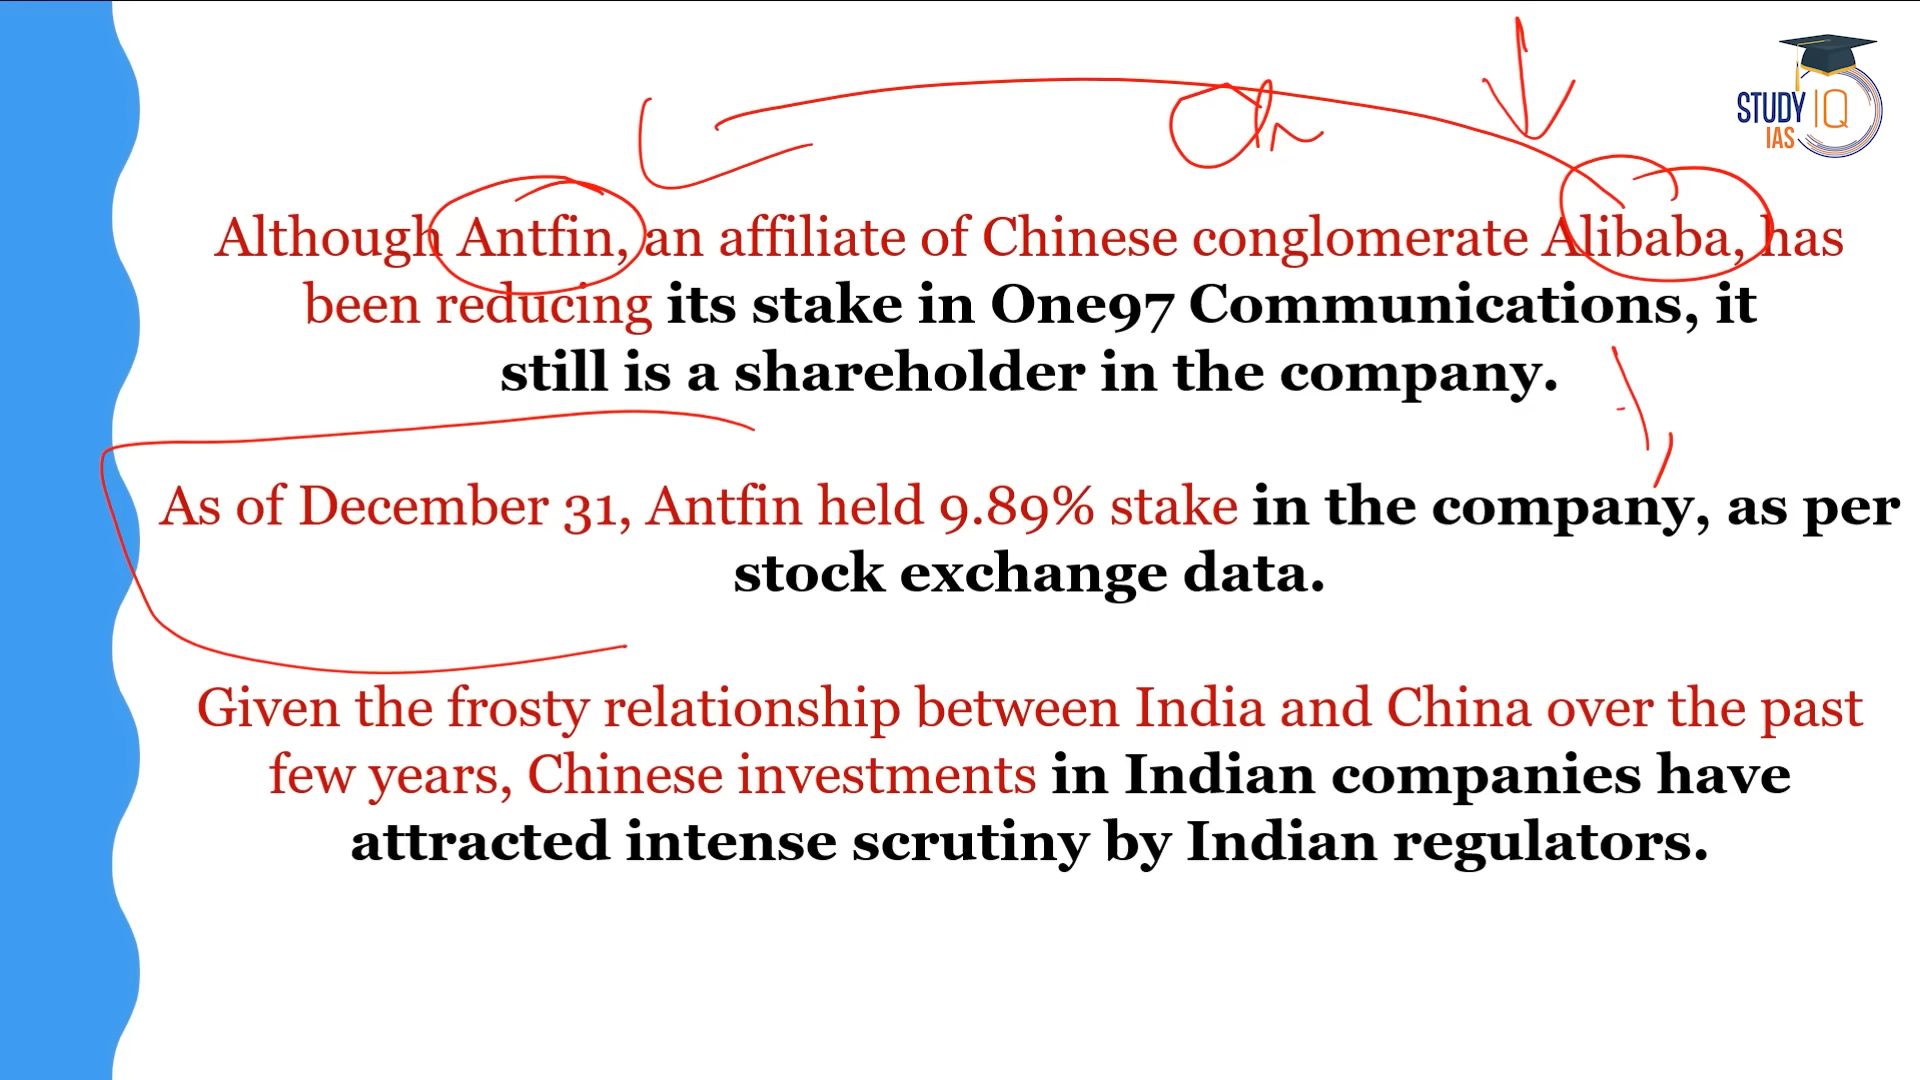 STUDY IQ
IAS
Although Antfin, an affiliate of Chinese conglomerate Alibaba, has
been reducing its stake in One97 Communications, it
still is a shareholder in the company.
As of December 31, Antfin held 9.89% stake in the company, as per
stock exchange data.
Given the frosty relationship between India and China over the past
few years, Chinese investments in Indian companies have
attracted intense scrutiny by Indian regulators.